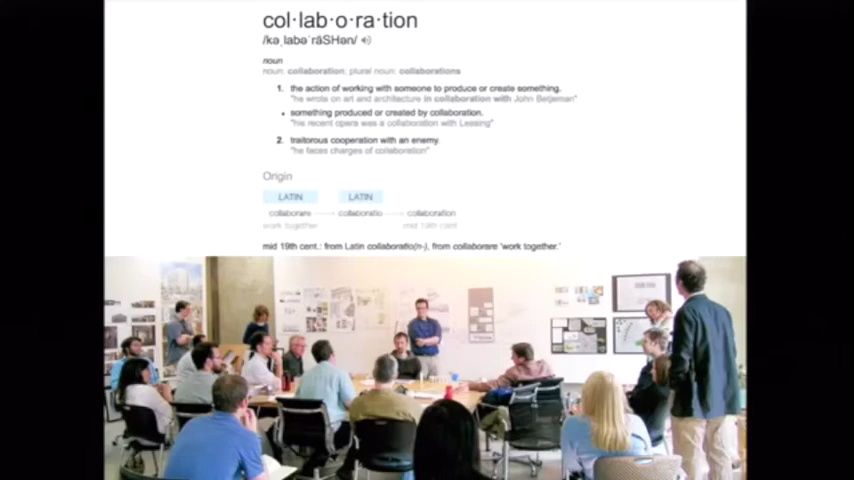 col·lab·o·ra·tion
/kəˌlabəˈrāSHən/
noun
noun: collaboration; plural noun: collaborations
1. the action of working with someone to produce or create something.
"he wrote on art and architecture in collaboration with John Betjeman"
• something produced or created by collaboration.
"his recent opera was a collaboration with Lessing"
2. traitorous cooperation with an enemy.
"he faces charges of collaboration"
Origin
LATIN LATIN
collaborare collaboratio collaboration
work together mid 19th cent.
mid 19th cent.: from Latin collaboratio(n-), from collaborare 'work together.'